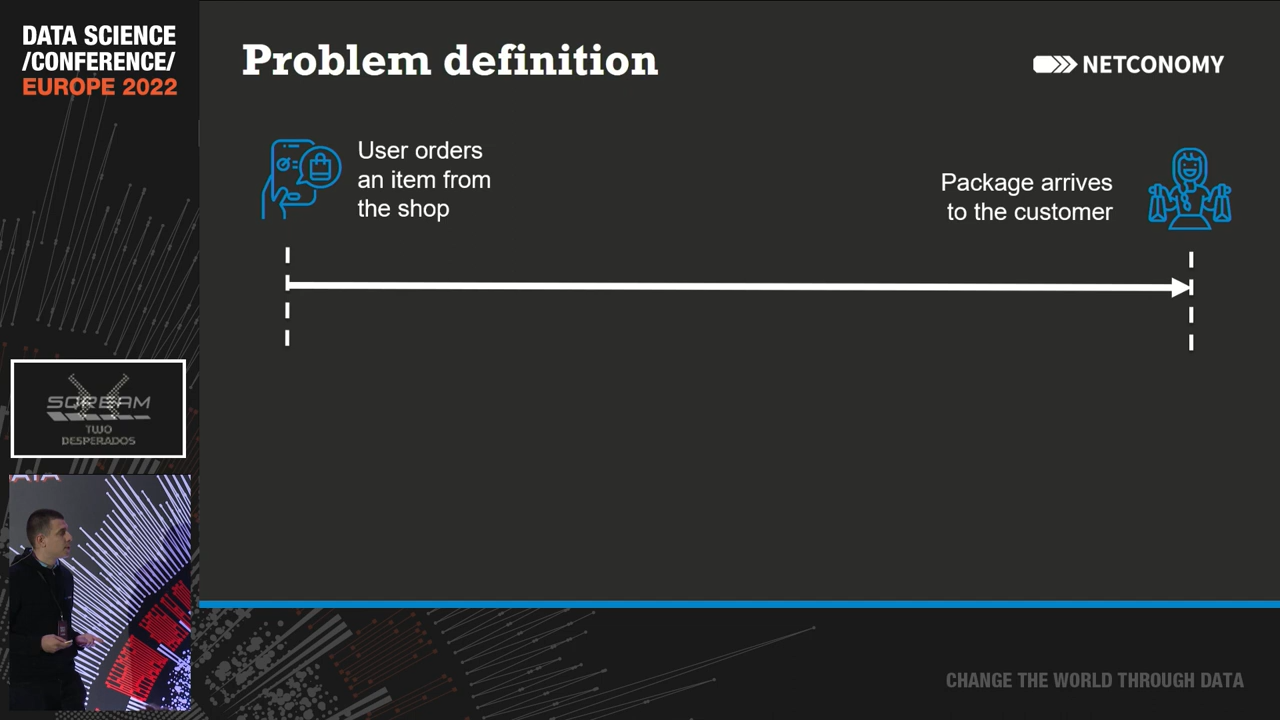 DATA SCIENCE
/CONFERENCE/
EUROPE 2022
Problem definition
NETCONOMY
User orders
an item from
the shop
Package arrives
to the customer
SQREAM
TWO
DESPERADOS
CHANGE THE WORLD THROUGH DATA